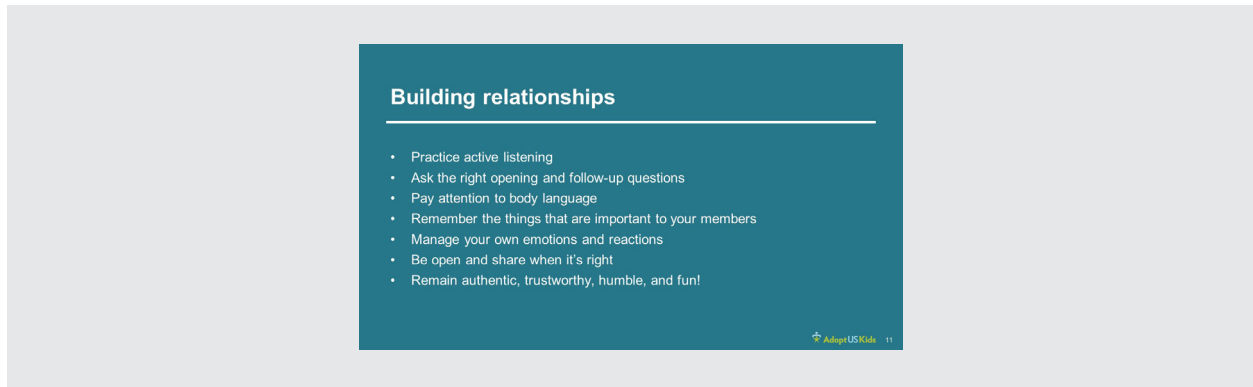 Building relationships
• Practice active listening
• Ask the right opening and follow-up questions
• Pay attention to body language
• Remember the things that are important to your members
• Manage your own emotions and reactions
• Be open and share when it's right
• Remain authentic, trustworthy, humble, and fun!
AdoptUSKids 11